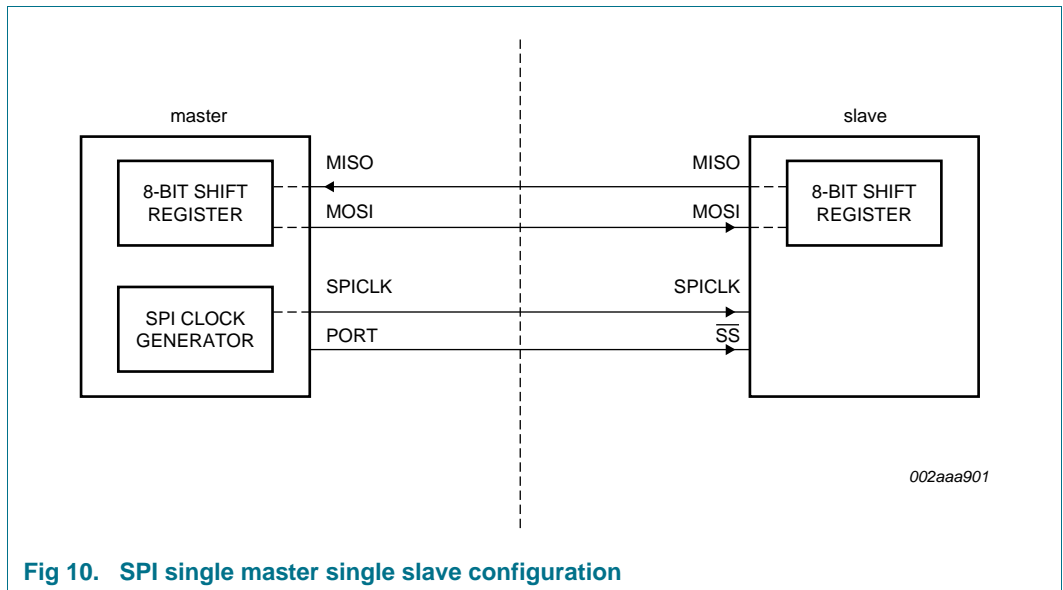 master
slave
8-BIT SHIFT
REGISTER
MISO
MISO
8-BIT SHIFT
REGISTER
MOSI
MOSI
SPI CLOCK
GENERATOR
SPICLK
SPICLK
PORT
S̅S̅
002aaa901
Fig 10. SPI single master single slave configuration